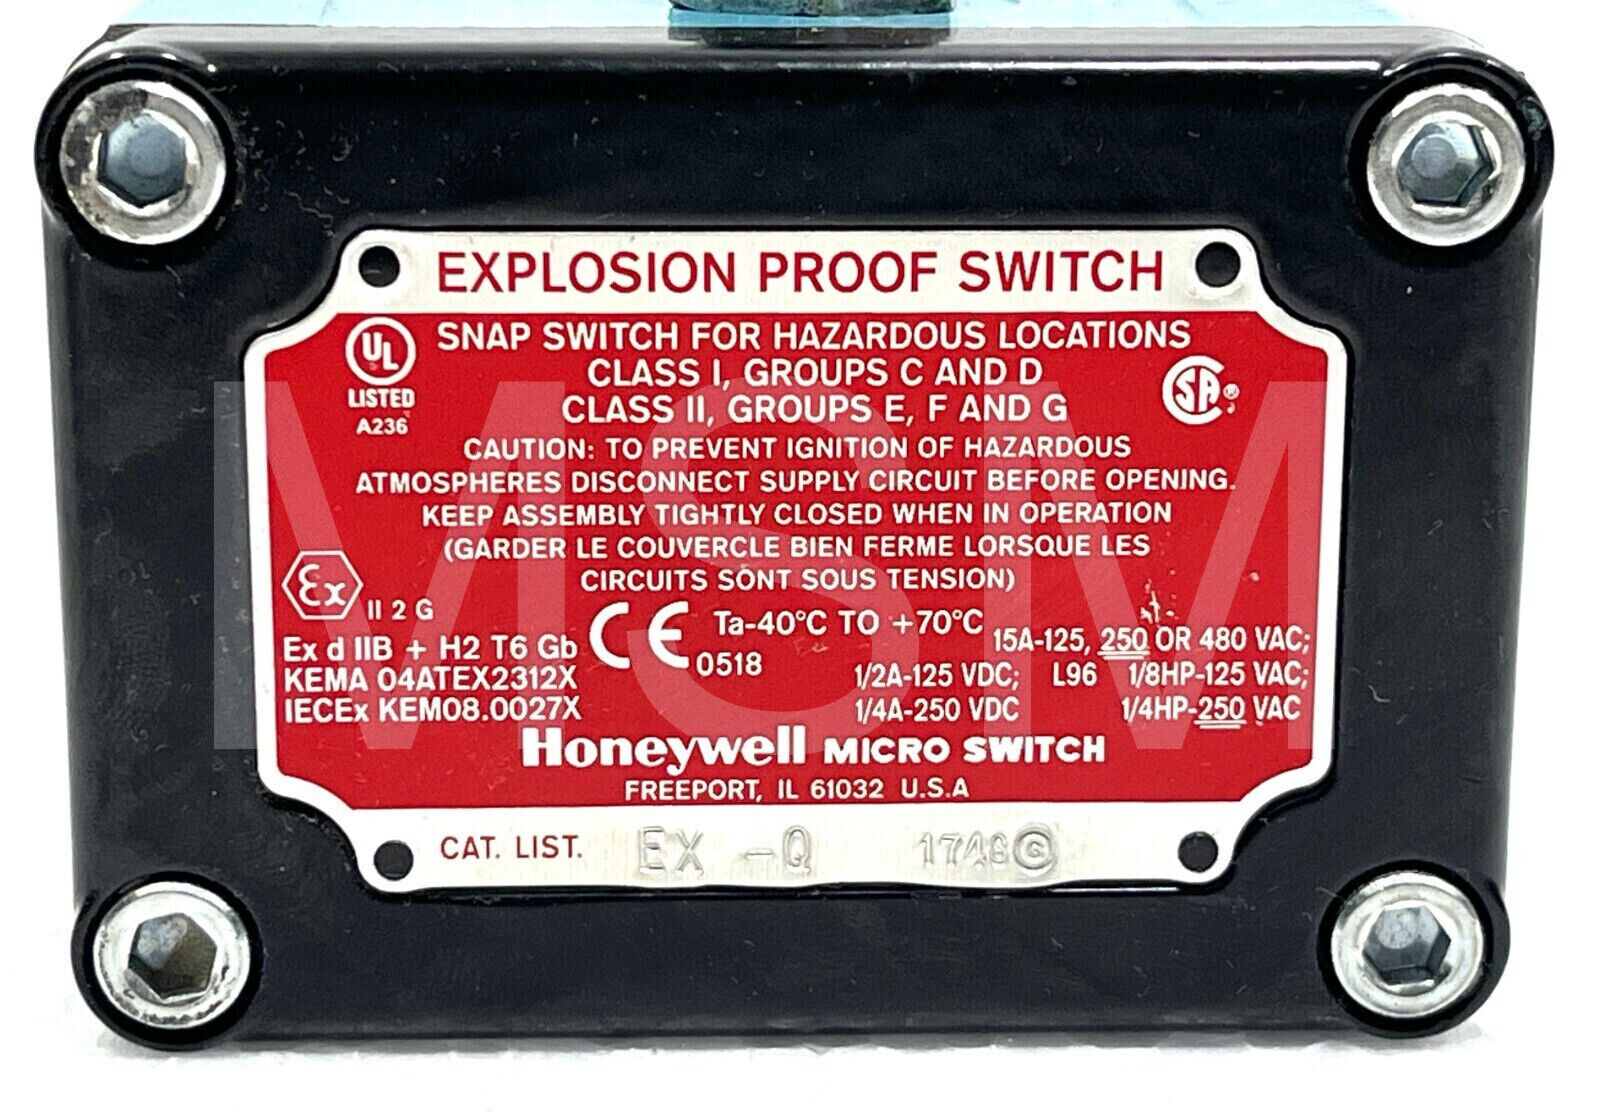 EXPLOSION PROOF SWITCH
UL
LISTED
A236
SNAP SWITCH FOR HAZARDOUS LOCATIONS
CLASS I, GROUPS C AND D
CLASS II, GROUPS E, F AND G
SA®
CAUTION: TO PREVENT IGNITION OF HAZARDOUS
ATMOSPHERES DISCONNECT SUPPLY CIRCUIT BEFORE OPENING.
KEEP ASSEMBLY TIGHTLY CLOSED WHEN IN OPERATION
(GARDER LE COUVERCLE BIEN FERME LORSQUE LES
CIRCUITS SONT SOUS TENSION)
Ex II 2 G
Ex d IIB + H2 T6 Gb
KEMA 04ATEX2312X
IECEx KEM08.0027X
CE 0518
Ta-40°C TO +70°C
15A-125, 250 OR 480 VAC;
1/2A-125 VDC; L96 1/8HP-125 VAC;
1/4A-250 VDC 1/4HP-250 VAC
Honeywell MICRO SWITCH
FREEPORT, IL 61032 U.S.A
CAT. LIST. EX -Q
MSM